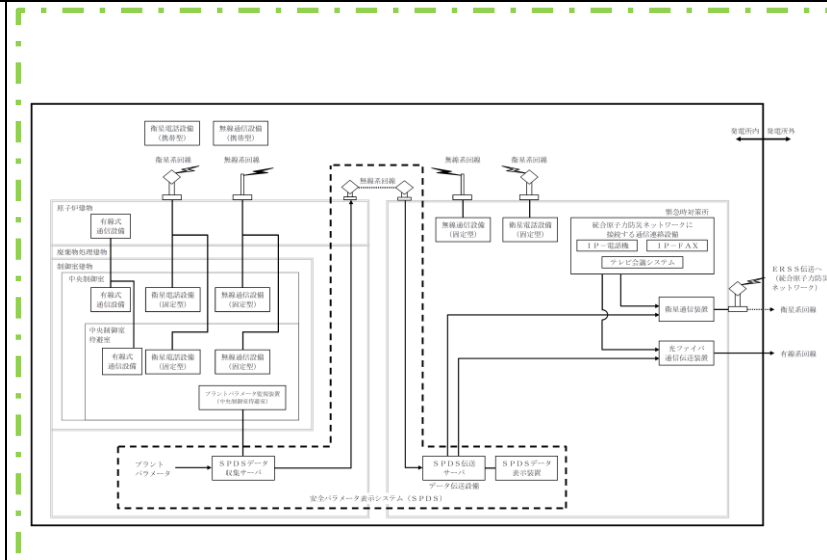 発電所内 発電所外
衛星電話設備
(携帯型)
無線通信設備
(携帯型)
衛星系回線
無線系回線
無線系回線
無線系回線
衛星系回線
原子炉建物
有線式
通信設備
廃棄物処理建物
制御室建物
中央制御室
有線式
通信設備
衛星電話設備
(固定型)
無線通信設備
(固定型)
中央制御室
待避室
有線式
通信設備
衛星電話設備
(固定型)
無線通信設備
(固定型)
プラントパラメータ監視装置
(中央制御室待避室)
プラント
パラメータ
SPDSデータ
収集サーバ
安全パラメータ表示システム(SPDS)
無線通信設備
(固定型)
衛星電話設備
(固定型)
緊急時対策所
統合原子力防災ネットワークに
接続する通信連絡設備
IP-電話機
IP-FAX
テレビ会議システム
衛星通信装置
光ファイバ
通信伝送装置
ERSS伝送へ
(統合原子力防災
ネットワーク)
衛星系回線
有線系回線
SPDS伝送
サーバ
SPDSデータ
表示装置
データ伝送設備